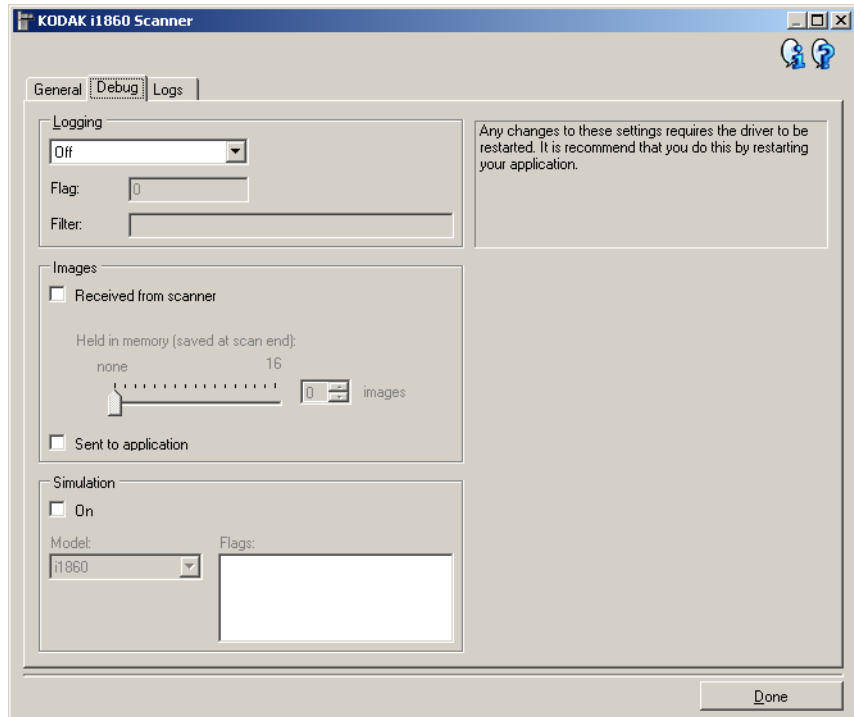 KODAK i1860 Scanner
General Debug Logs
Logging
Off
Flag: 0
Filter:
Any changes to these settings requires the driver to be
restarted. It is recommend that you do this by restarting
your application.
Images
Received from scanner
Held in memory (saved at scan end):
none 16
0 images
Sent to application
Simulation
On
Model: Flags:
i1860
Done